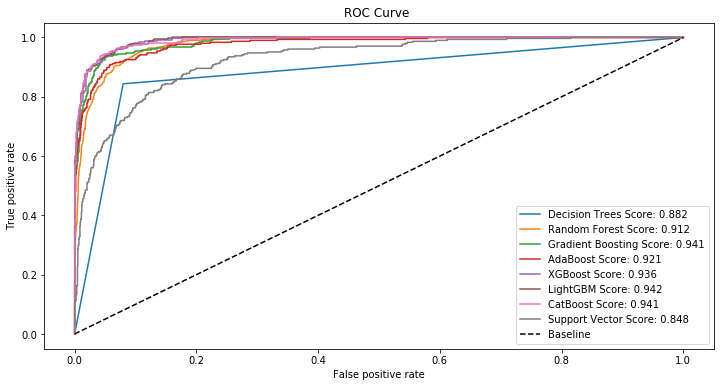 ROC Curve
1.0
0.8
0.6
0.4
0.2
0.0
True positive rate
0.0
0.2
0.4
0.6
0.8
1.0
False positive rate
Decision Trees Score: 0.882
Random Forest Score: 0.912
Gradient Boosting Score: 0.941
AdaBoost Score: 0.921
XGBoost Score: 0.936
LightGBM Score: 0.942
CatBoost Score: 0.941
Support Vector Score: 0.848
Baseline